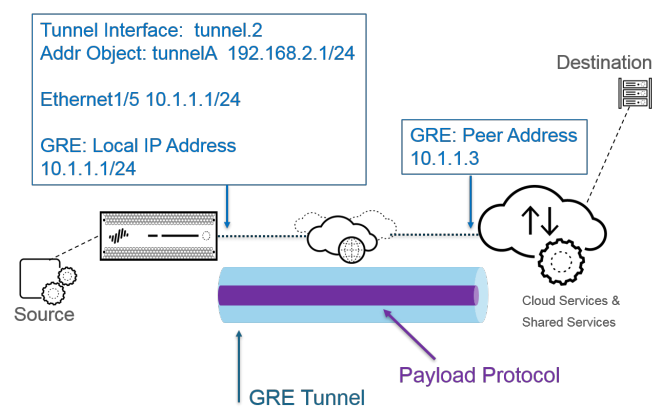 Tunnel Interface:  tunnel.2
Addr Object: tunnelA  192.168.2.1/24
Ethernet1/5 10.1.1.1/24
GRE: Local IP Address
10.1.1.1/24
Destination
GRE: Peer Address
10.1.1.3
Source
Cloud Services &
Shared Services
Payload Protocol
GRE Tunnel